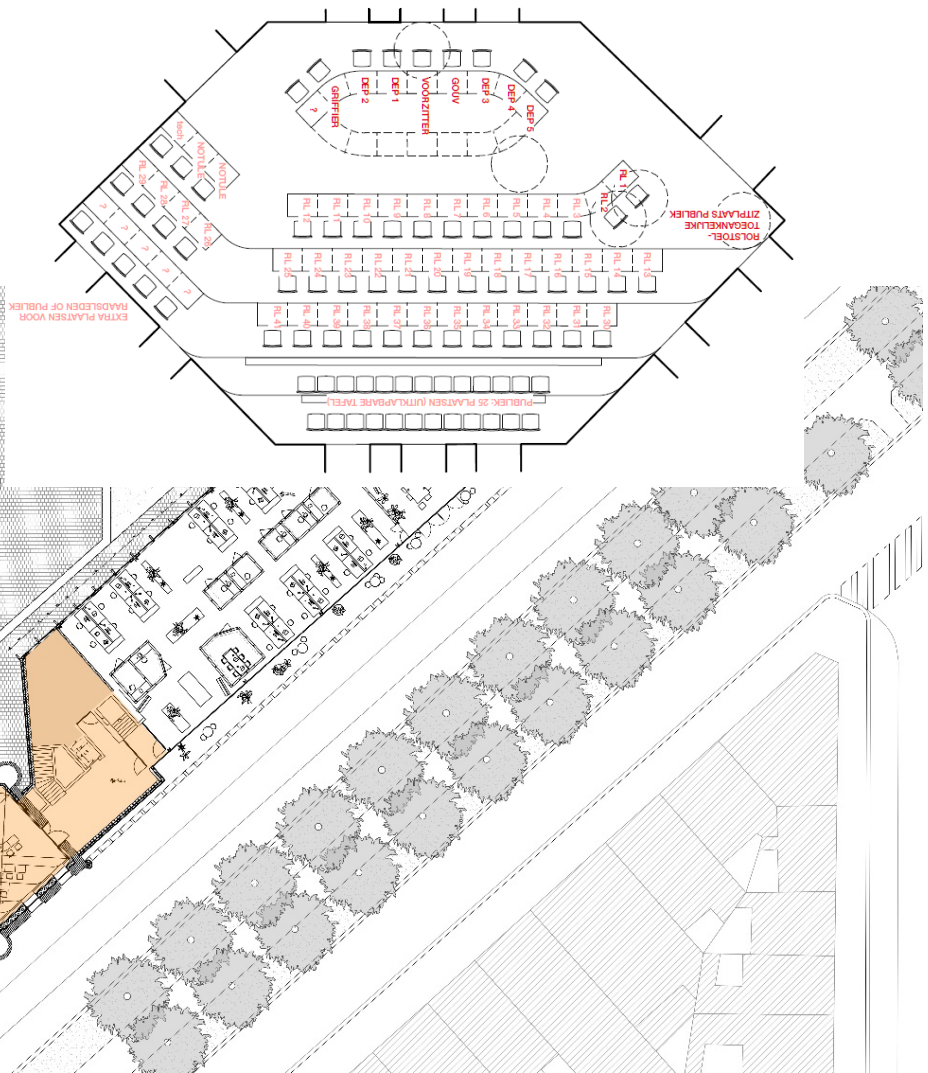 GRIFFIER
?
DEP 2
DEP 1
VOORZITTER
GOUV
DEP 3
DEP 4
DEP 5
tsch
NOTULE
NOTULE
RL 29
RL 28
RL 27
RL 26
?
?
?
?
?
EXTRA PLAATSEN VOOR
RAADSLEDEN OF PUBLIEK
RL 1
RL 2
ROLSTOEL-
TOEGANKELIJKE
ZITPLAATS PUBLIEK
RL 12
RL 11
RL 10
RL 9
RL 8
RL 7
RL 6
RL 5
RL 4
RL 3
RL 25
RL 24
RL 23
RL 22
RL 21
RL 20
RL 19
RL 18
RL 17
RL 16
RL 15
RL 14
RL 13
RL 41
RL 40
RL 39
RL 38
RL 37
RL 36
RL 35
RL 34
RL 33
RL 32
RL 31
RL 30
PUBLIEK: 25 PLAATSEN (UITKLAPBARE TAFEL)